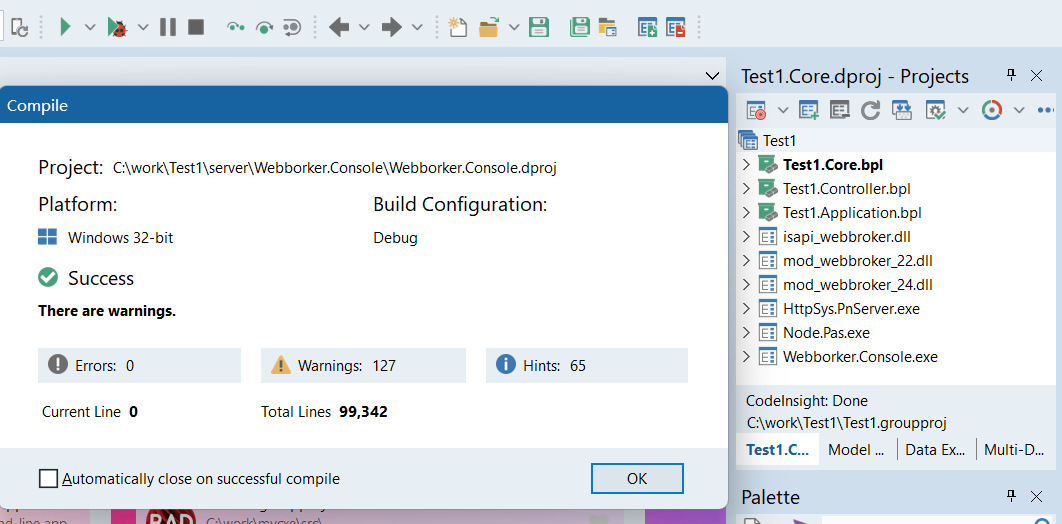 Test1.Core.dproj - Projects
Compile
Project: C:\work\Test1\server\Webborker.Console\Webborker.Console.dproj
Platform: Build Configuration:
Windows 32-bit Debug
Success
There are warnings.
Errors: 0 Warnings: 127 Hints: 65
Current Line 0 Total Lines 99,342
Automatically close on successful compile OK
Test1
Test1.Core.bpl
Test1.Controller.bpl
Test1.Application.bpl
isapi_webbroker.dll
mod_webbroker_22.dll
mod_webbroker_24.dll
HttpSys.PnServer.exe
Node.Pas.exe
Webborker.Console.exe
CodeInsight: Done
C:\work\Test1\Test1.groupproj
Test1.C... Model ... Data Ex... Multi-D...
Palette